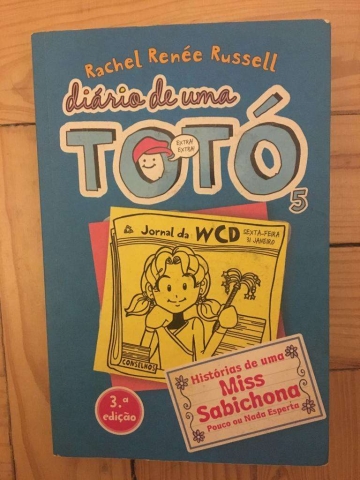 Rachel Renée Russell
diário de uma
TOTÓ
EXTRA!
EXTRA!
5
Jornal da WCD
SEXTA-FEIRA
31 JANEIRO
CONSELHOS
Histórias de uma
Miss
Sabichona
Pouco ou Nada Esperta
3.ª
edição